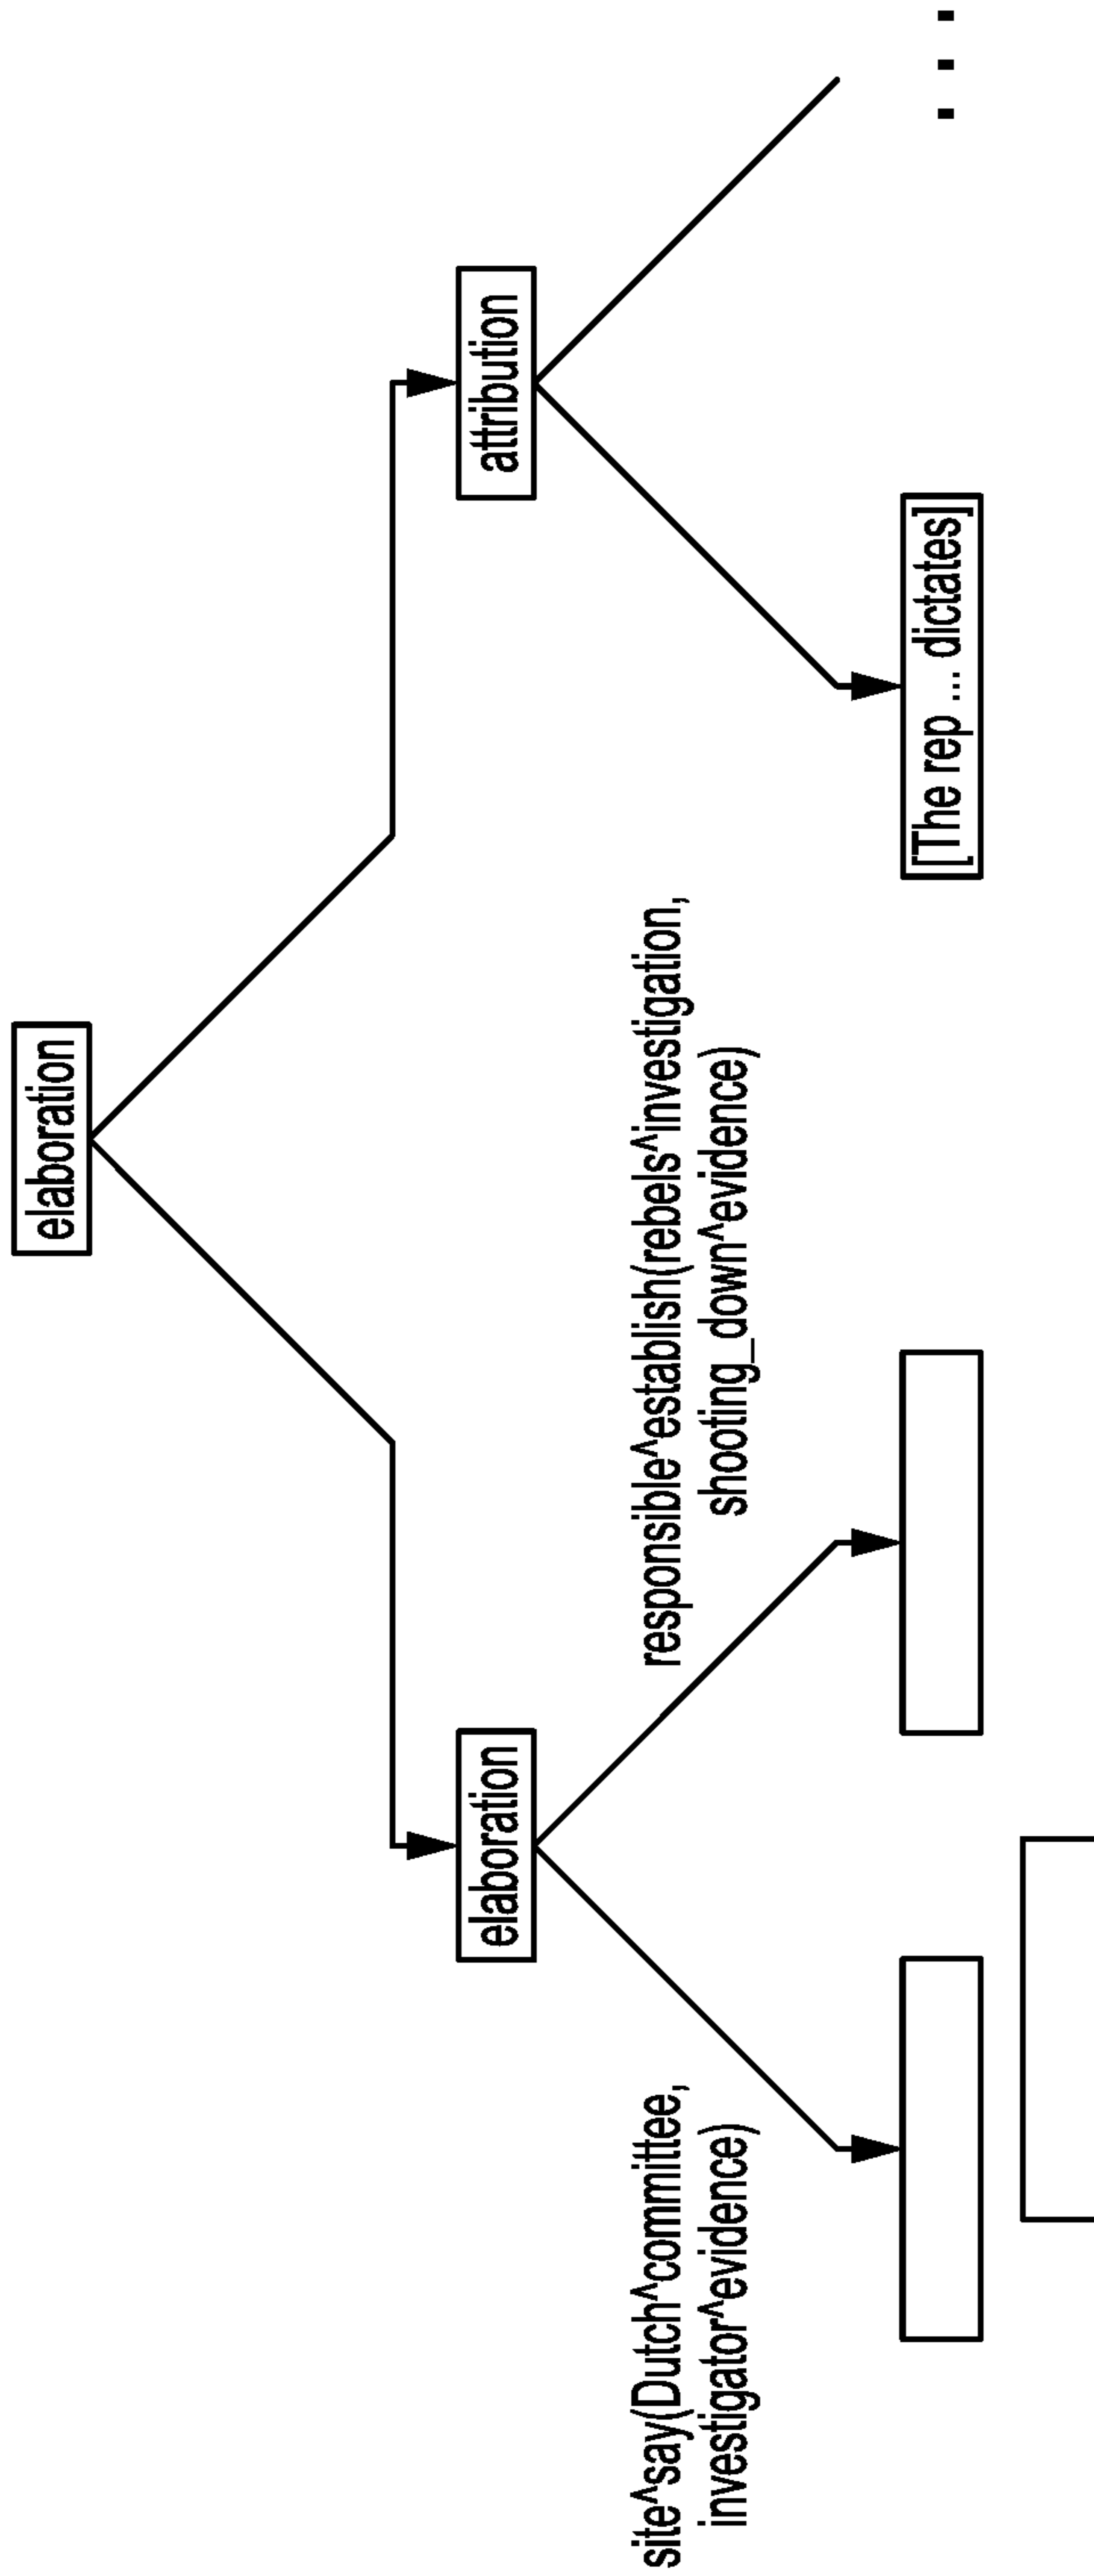 elaboration
elaboration
attribution
site^say(Dutch^committee,
investigator^evidence)
responsible^establish(rebels^investigation,
shooting_down^evidence)
[The rep ... dictates]
...